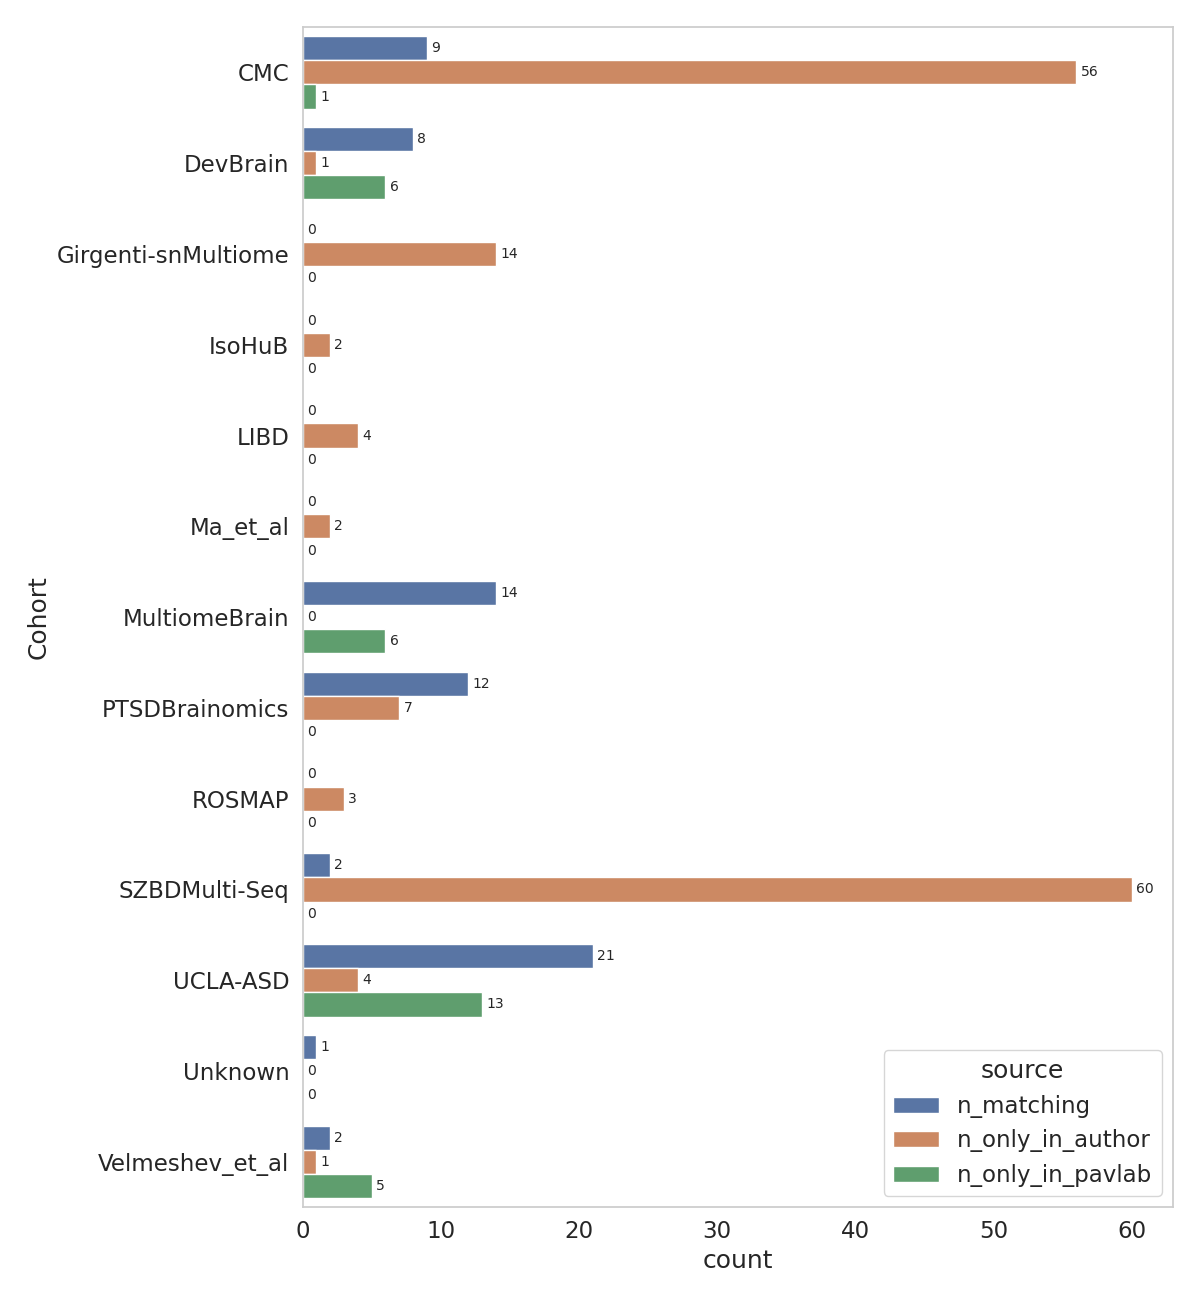 CMC
9
56
1
DevBrain
8
1
6
Girgenti-snMultiome
0
14
0
IsoHuB
0
2
0
LIBD
0
4
0
Ma_et_al
0
2
0
MultiomeBrain
14
0
6
PTSDBrainomics
12
7
0
ROSMAP
0
3
0
SZBDMulti-Seq
2
60
0
UCLA-ASD
21
4
13
Unknown
1
0
0
Velmeshev_et_al
2
1
5
Cohort
0 10 20 30 40 50 60
count
source
n_matching
n_only_in_author
n_only_in_pavlab